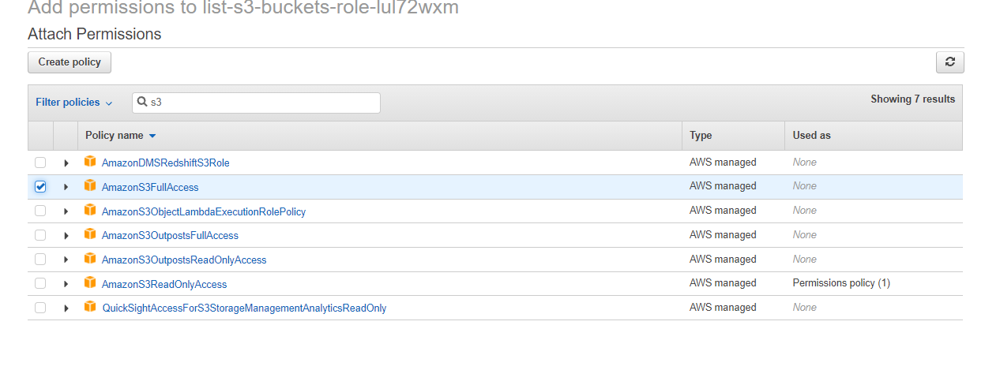 Add permissions to list-s3-buckets-role-lul72wxm
Attach Permissions
Create policy
Filter policies s3 Showing 7 results
Policy name Type Used as
AmazonDMSRedshiftS3Role AWS managed None
AmazonS3FullAccess AWS managed None
AmazonS3ObjectLambdaExecutionRolePolicy AWS managed None
AmazonS3OutpostsFullAccess AWS managed None
AmazonS3OutpostsReadOnlyAccess AWS managed None
AmazonS3ReadOnlyAccess AWS managed Permissions policy (1)
QuickSightAccessForS3StorageManagementAnalyticsReadOnly AWS managed None